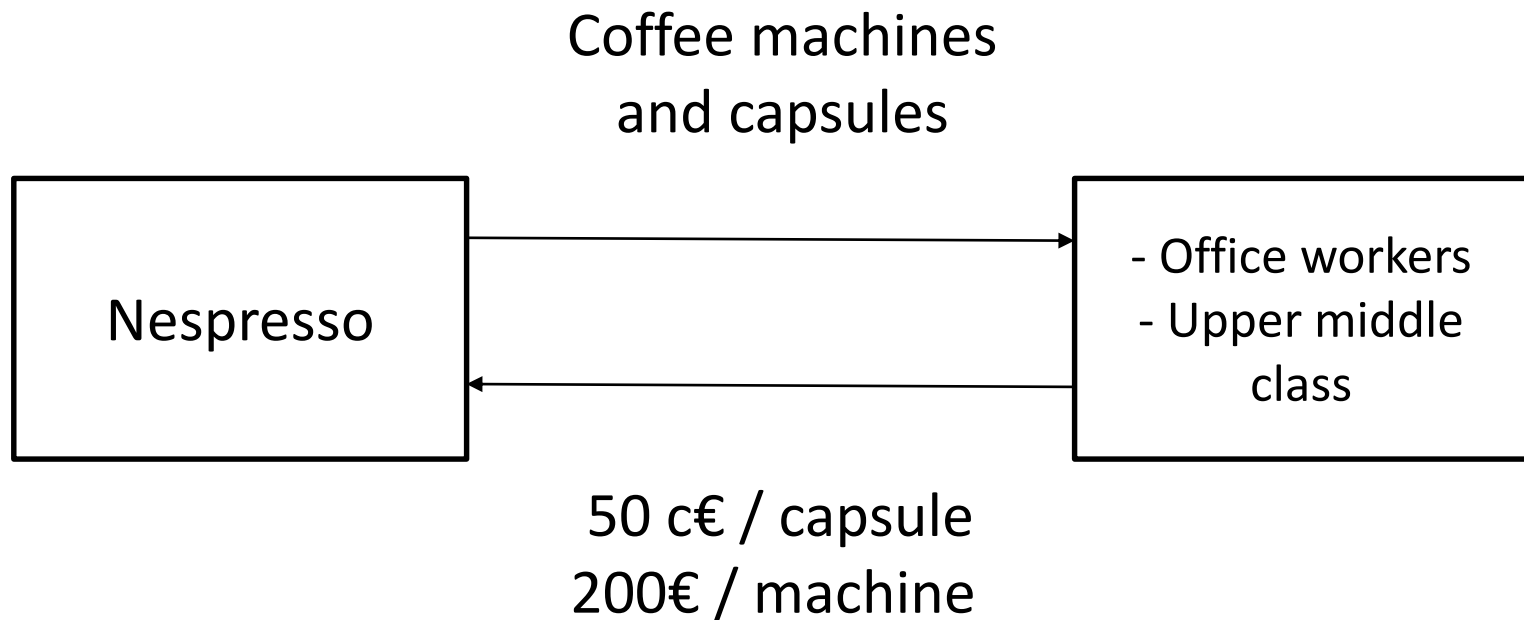 Coffee machines
and capsules
Nespresso
- Office workers
- Upper middle
class
50 c€ / capsule
200€ / machine